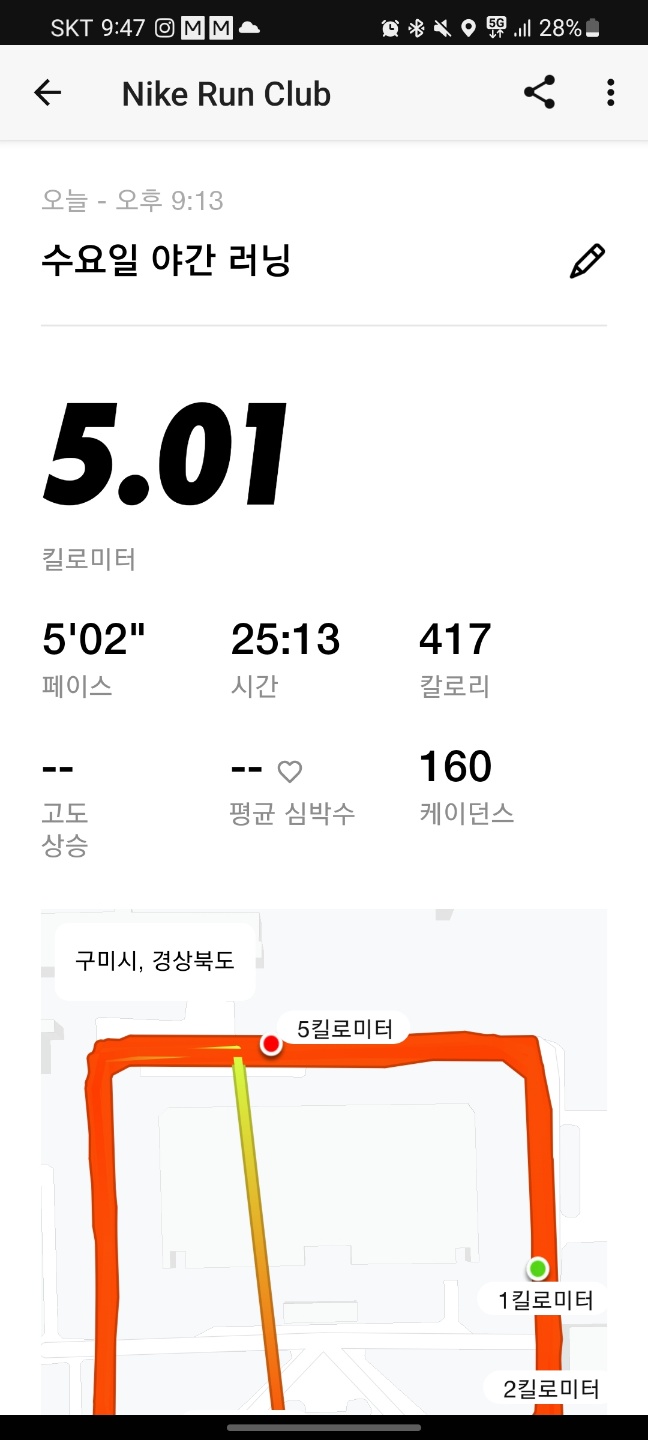 SKT 9:47 28%
Nike Run Club
오늘 - 오후 9:13
수요일 야간 러닝
5.01
킬로미터
5'02" 25:13 417
페이스 시간 칼로리
-- -- 160
고도 상승 평균 심박수 케이던스
구미시, 경상북도
5킬로미터
1킬로미터
2킬로미터